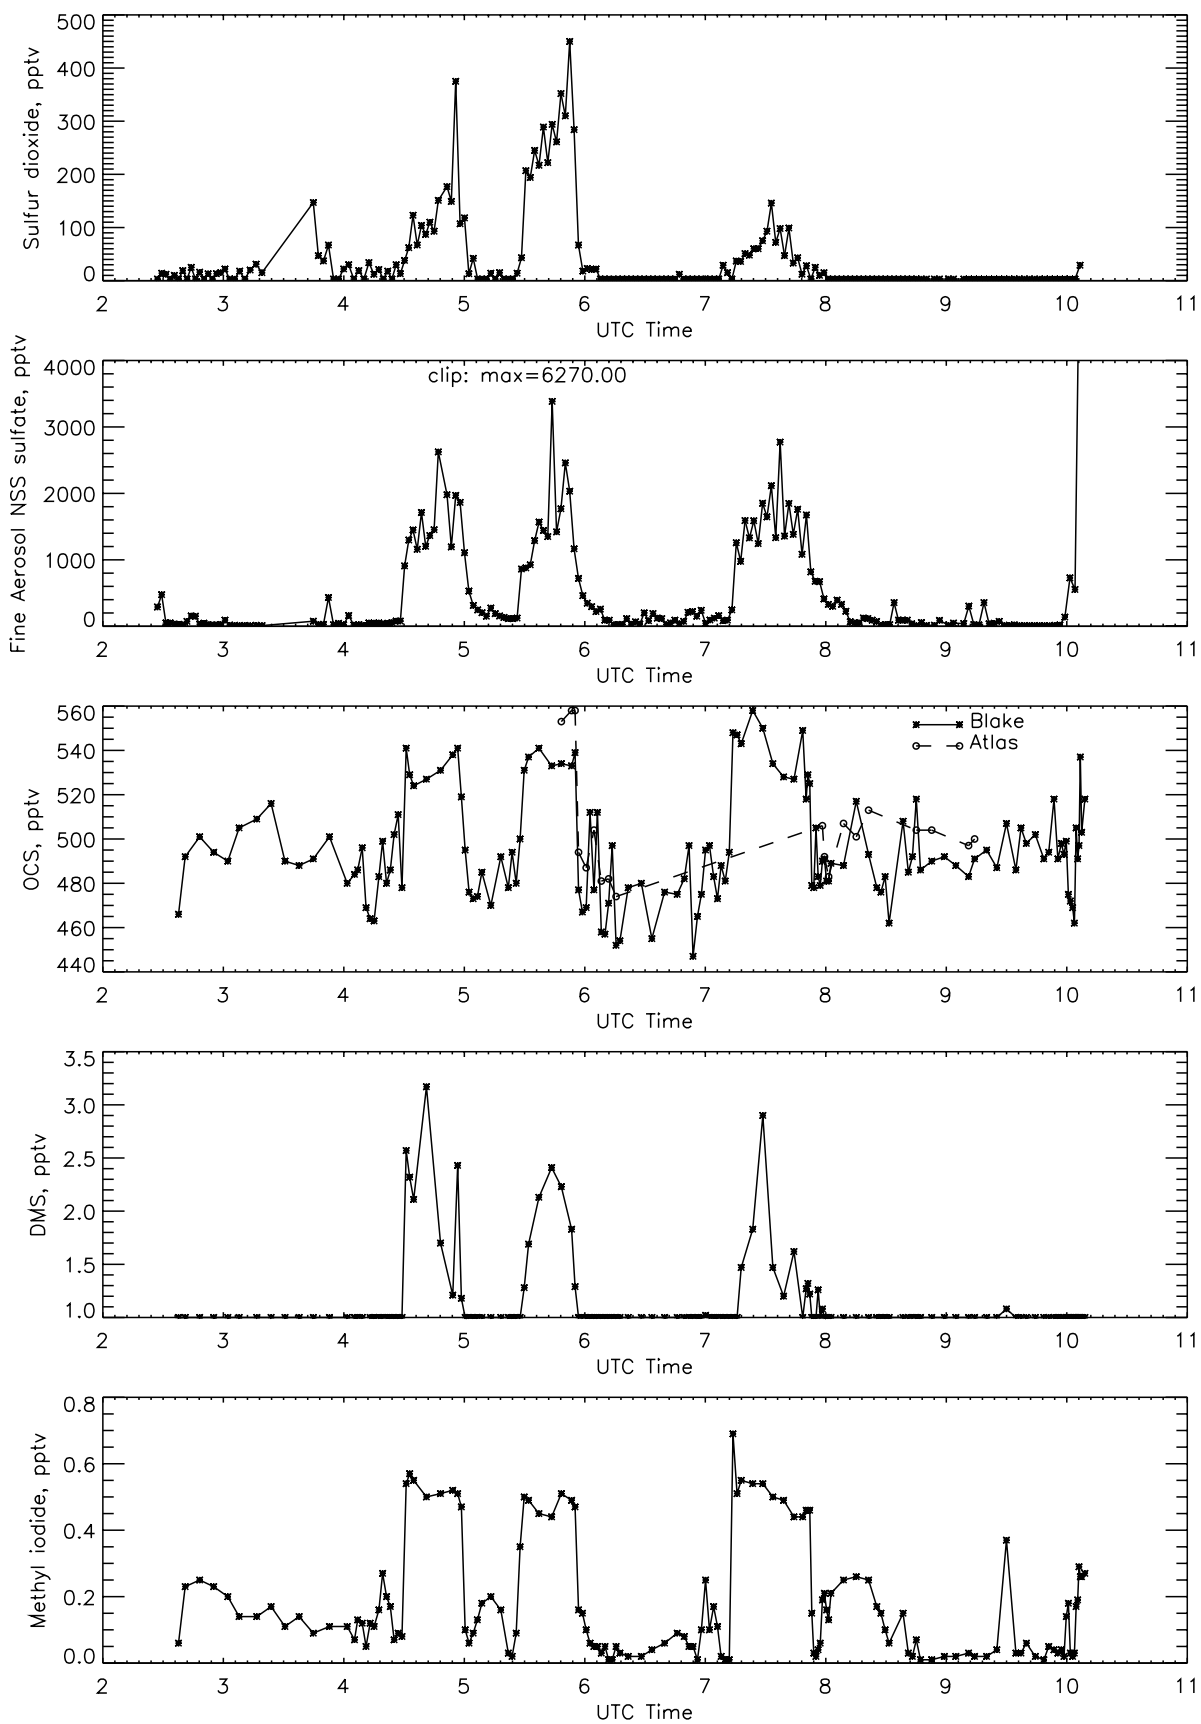 Sulfur dioxide, pptv
500
400
300
200
100
0
2 3 4 5 6 7 8 9 10 11
UTC Time
Fine Aerosol NSS sulfate, pptv
clip: max=6270.00
4000
3000
2000
1000
0
2 3 4 5 6 7 8 9 10 11
UTC Time
OCS, pptv
560
540
520
500
480
460
440
Blake
Atlas
2 3 4 5 6 7 8 9 10 11
UTC Time
DMS, pptv
3.5
3.0
2.5
2.0
1.5
1.0
2 3 4 5 6 7 8 9 10 11
UTC Time
Methyl iodide, pptv
0.8
0.6
0.4
0.2
0.0
2 3 4 5 6 7 8 9 10 11
UTC Time